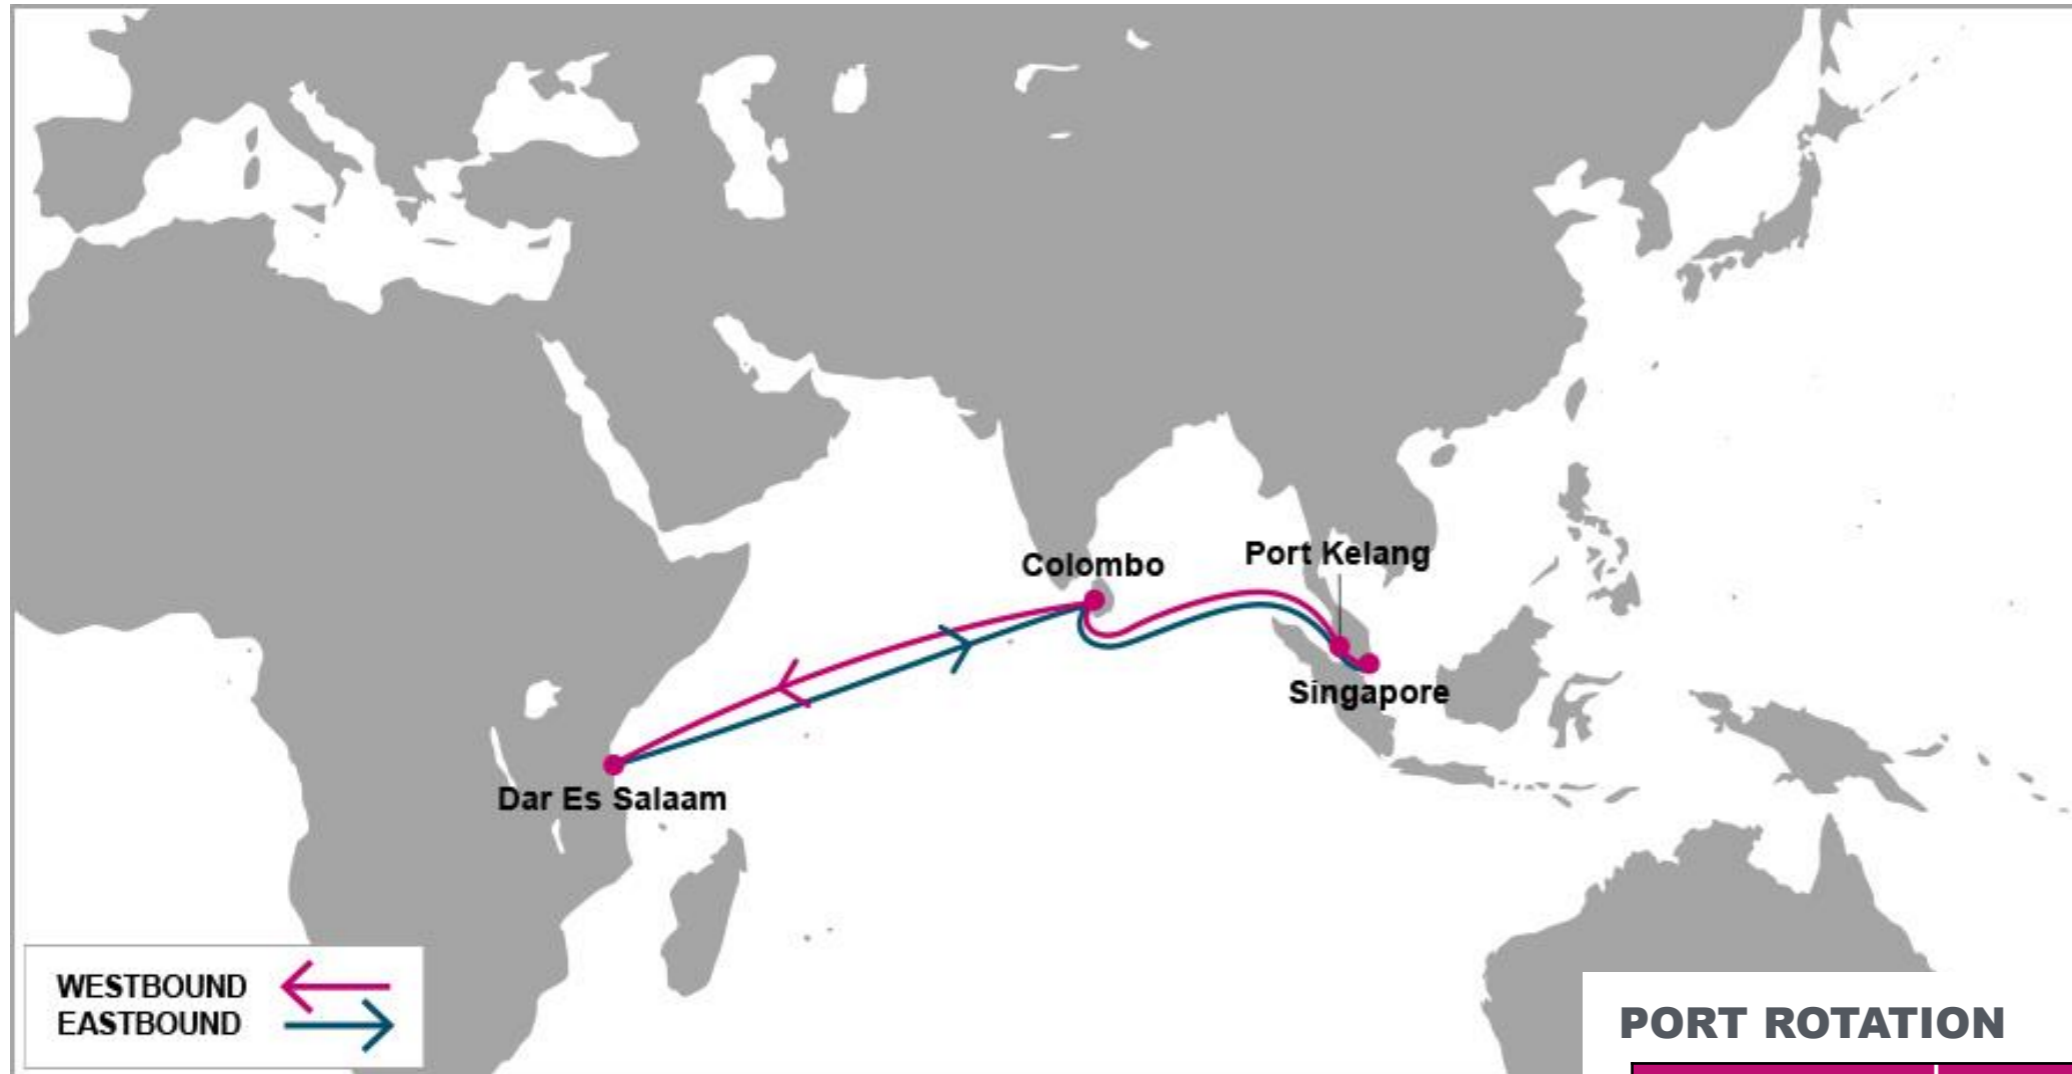 Colombo
Port Kelang
Singapore
Dar Es Salaam
WESTBOUND
EASTBOUND
PORT ROTATION